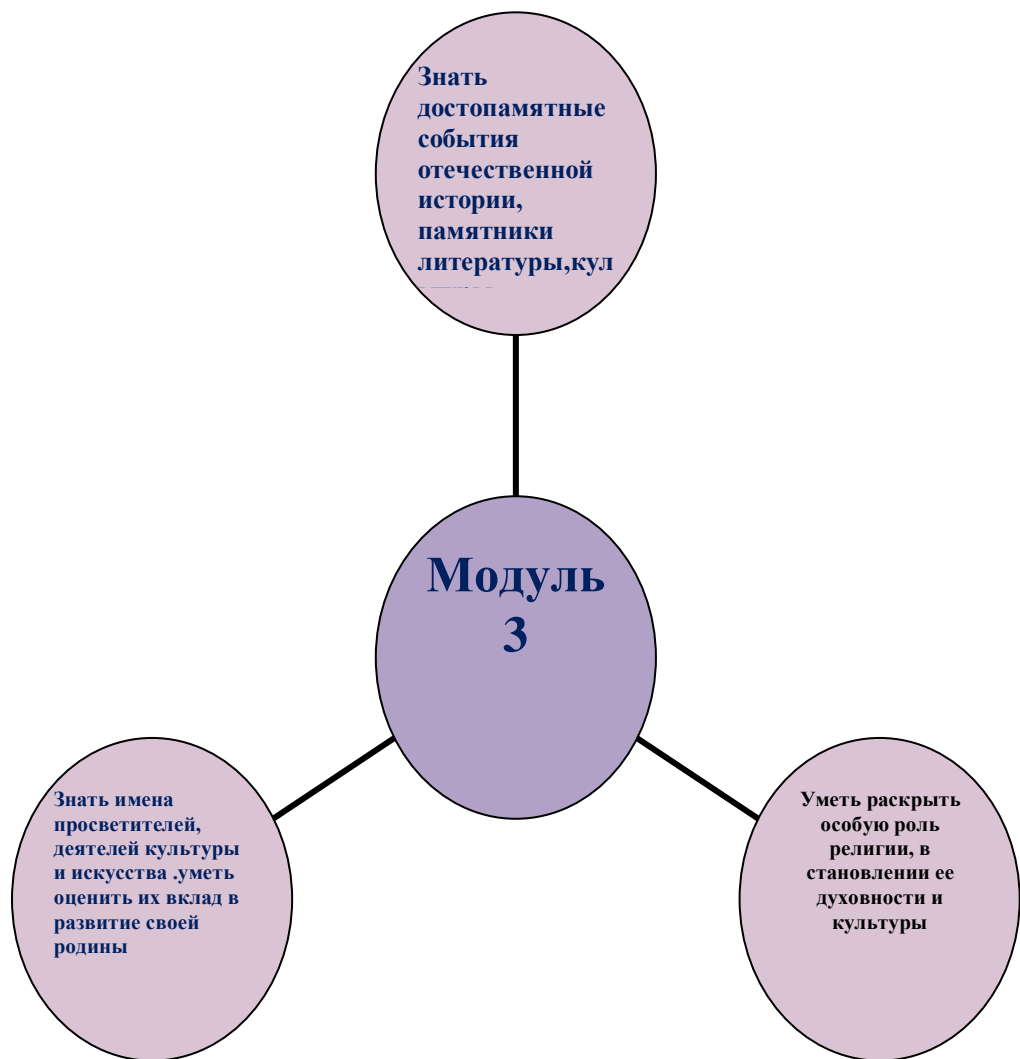 Знать
достопамятные
события
отечественной
истории,
памятники
литературы,кул
Модуль
3
Знать имена
просветителей,
деятелей культуры
и искусства .уметь
оценить их вклад в
развитие своей
родины
Уметь раскрыть
особую роль
религии, в
становлении ее
духовности и
культуры